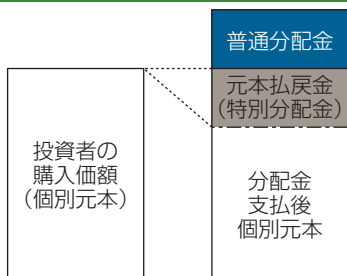 普通分配金
元本払戻金
（特別分配金）
投資者の
購入価額
（個別元本）
分配金
支払後
個別元本